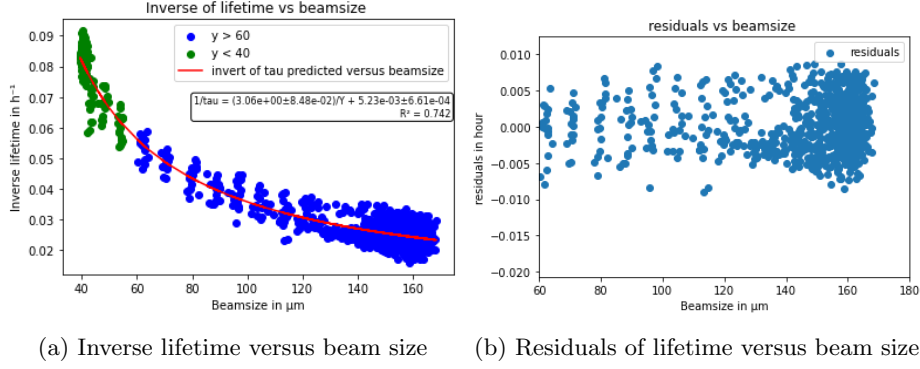 Inverse of lifetime vs beamsize
Inverse lifetime in h⁻¹
0.09
0.08
0.07
0.06
0.05
0.04
0.03
0.02
y > 60
y < 40
invert of tau predicted versus beamsize
1/tau = (3.06e+00±8.48e-02)/Y + 5.23e-03±6.61e-04
R² = 0.742
40 60 80 100 120 140 160
Beamsize in µm
(a) Inverse lifetime versus beam size
residuals vs beamsize
residuals in hour
0.010
0.005
0.000
−0.005
−0.010
−0.015
−0.020
residuals
60 80 100 120 140 160 180
Beamsize in µm
(b) Residuals of lifetime versus beam size